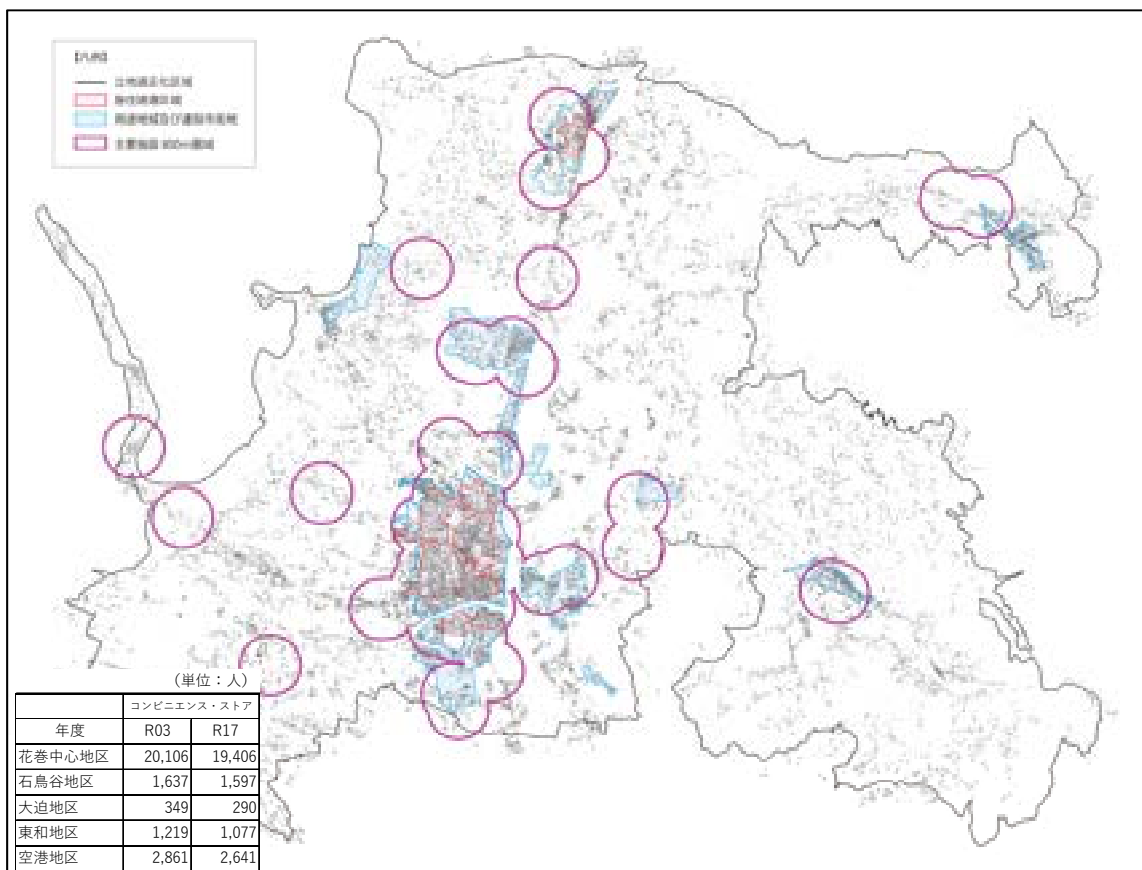 【凡例】
(単位：人)
コンビニエンス・ストア
年度 R03 R17
花巻中心地区 20,106 19,406
石鳥谷地区 1,637 1,597
大迫地区 349 290
東和地区 1,219 1,077
空港地区 2,861 2,641